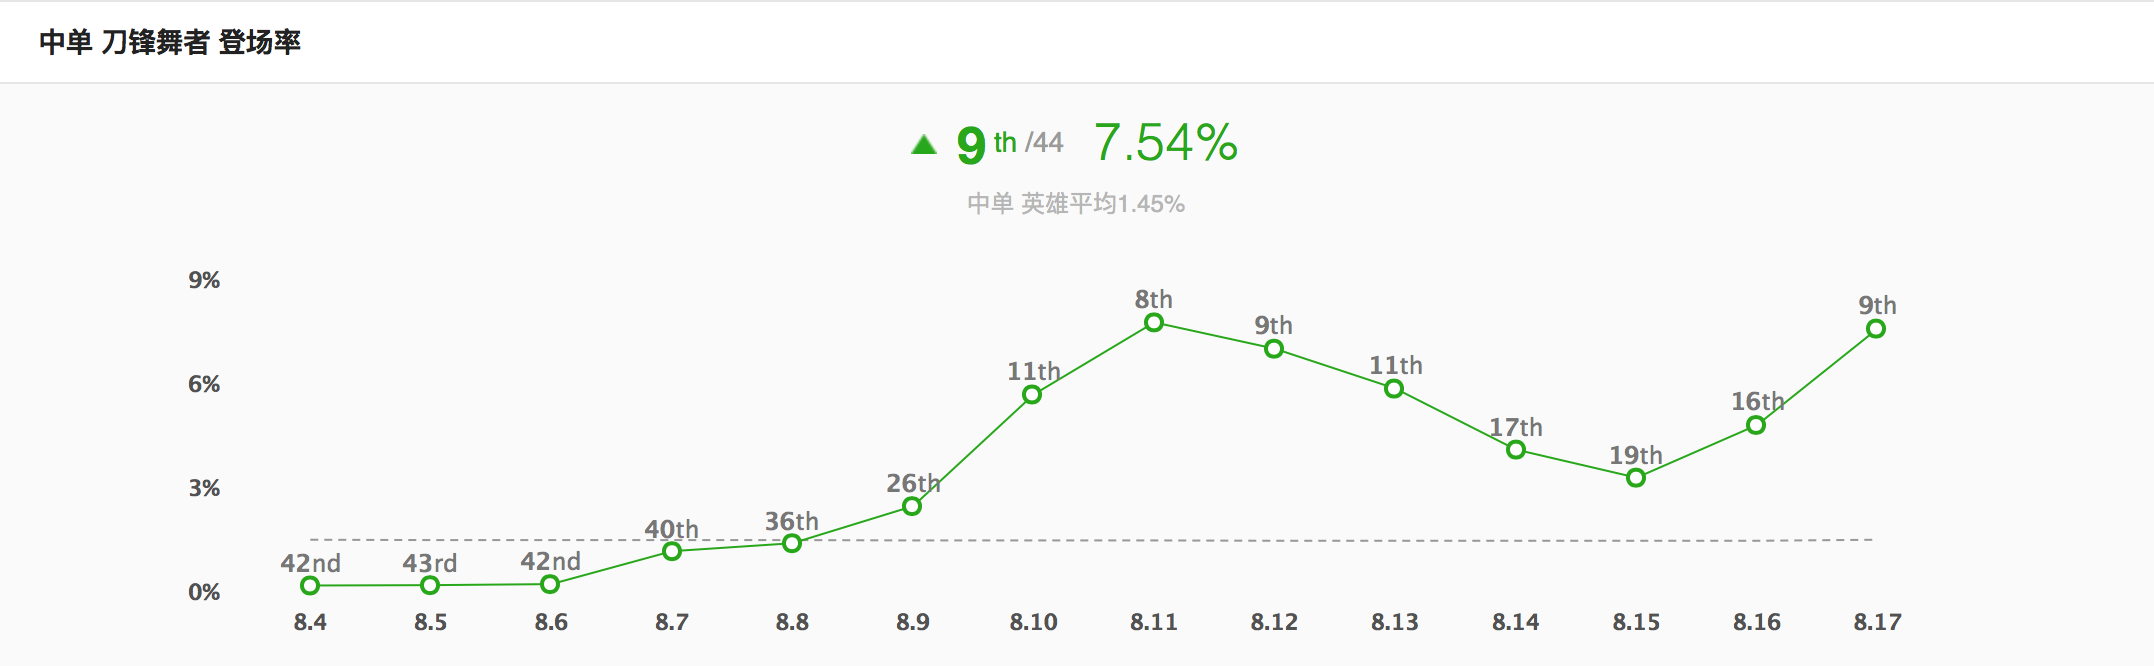 中单 刀锋舞者 登场率
9 th /44 7.54%
中单 英雄平均1.45%
9%
6%
3%
0%
42nd
43rd
42nd
40th
36th
26th
11th
8th
9th
11th
17th
19th
16th
9th
8.4 8.5 8.6 8.7 8.8 8.9 8.10 8.11 8.12 8.13 8.14 8.15 8.16 8.17